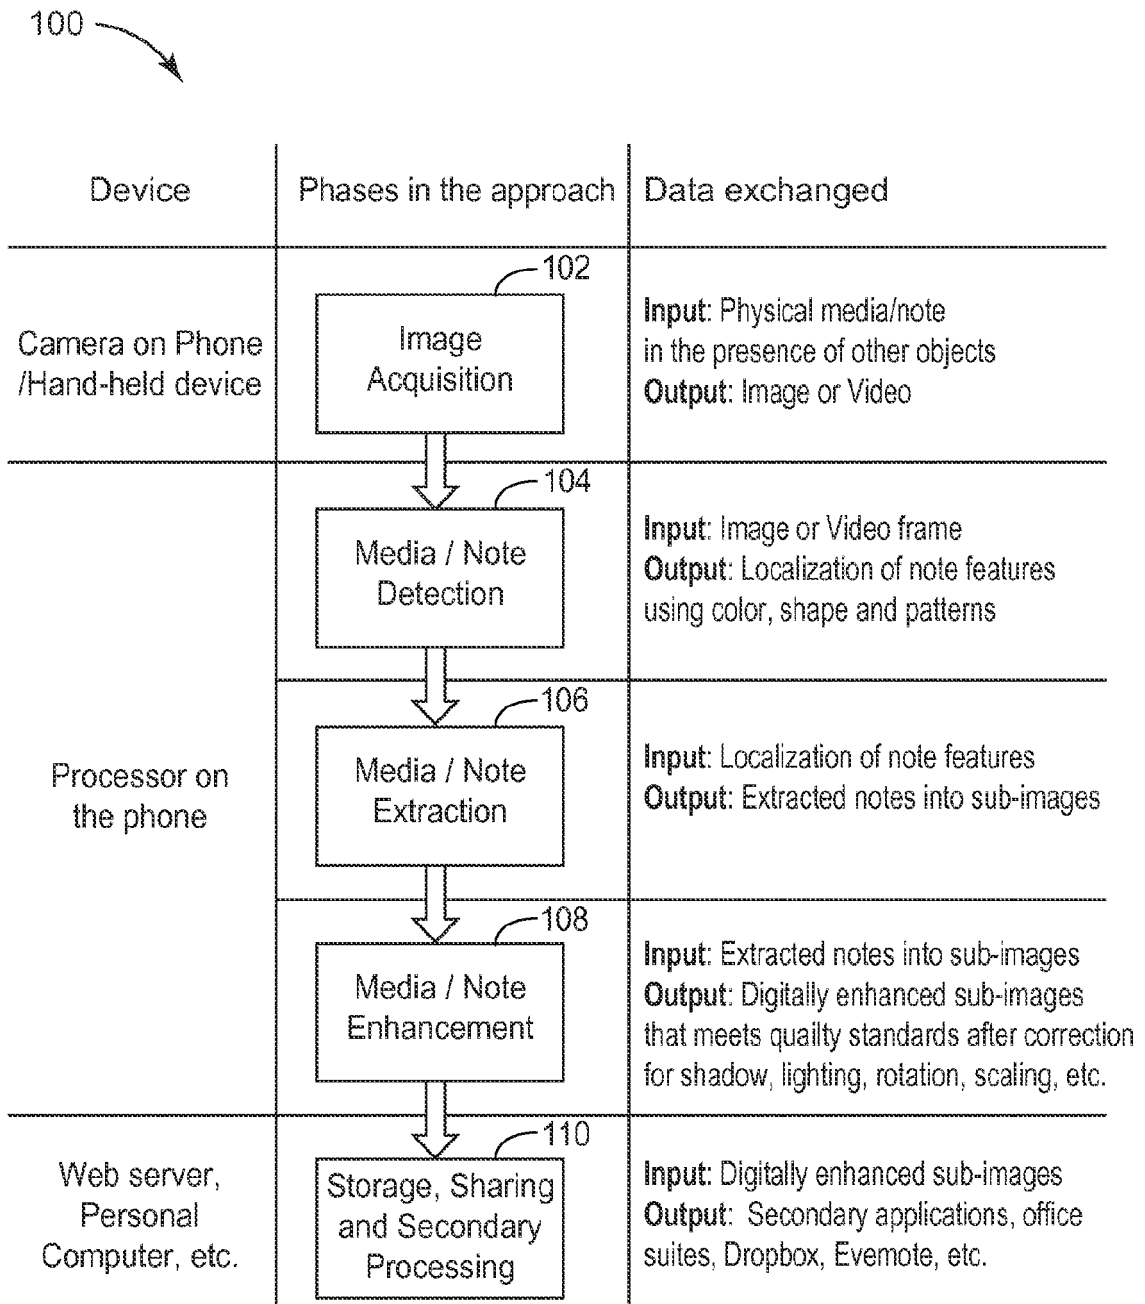 100
Device
Phases in the approach
Data exchanged
Camera on Phone
/Hand-held device
102
Image
Acquisition
Input: Physical media/note
in the presence of other objects
Output: Image or Video
Processor on
the phone
104
Media / Note
Detection
Input: Image or Video frame
Output: Localization of note features
using color, shape and patterns
106
Media / Note
Extraction
Input: Localization of note features
Output: Extracted notes into sub-images
108
Media / Note
Enhancement
Input: Extracted notes into sub-images
Output: Digitally enhanced sub-images
that meets quailty standards after correction
for shadow, lighting, rotation, scaling, etc.
Web server,
Personal
Computer, etc.
110
Storage, Sharing
and Secondary
Processing
Input: Digitally enhanced sub-images
Output: Secondary applications, office
suites, Dropbox, Evemote, etc.